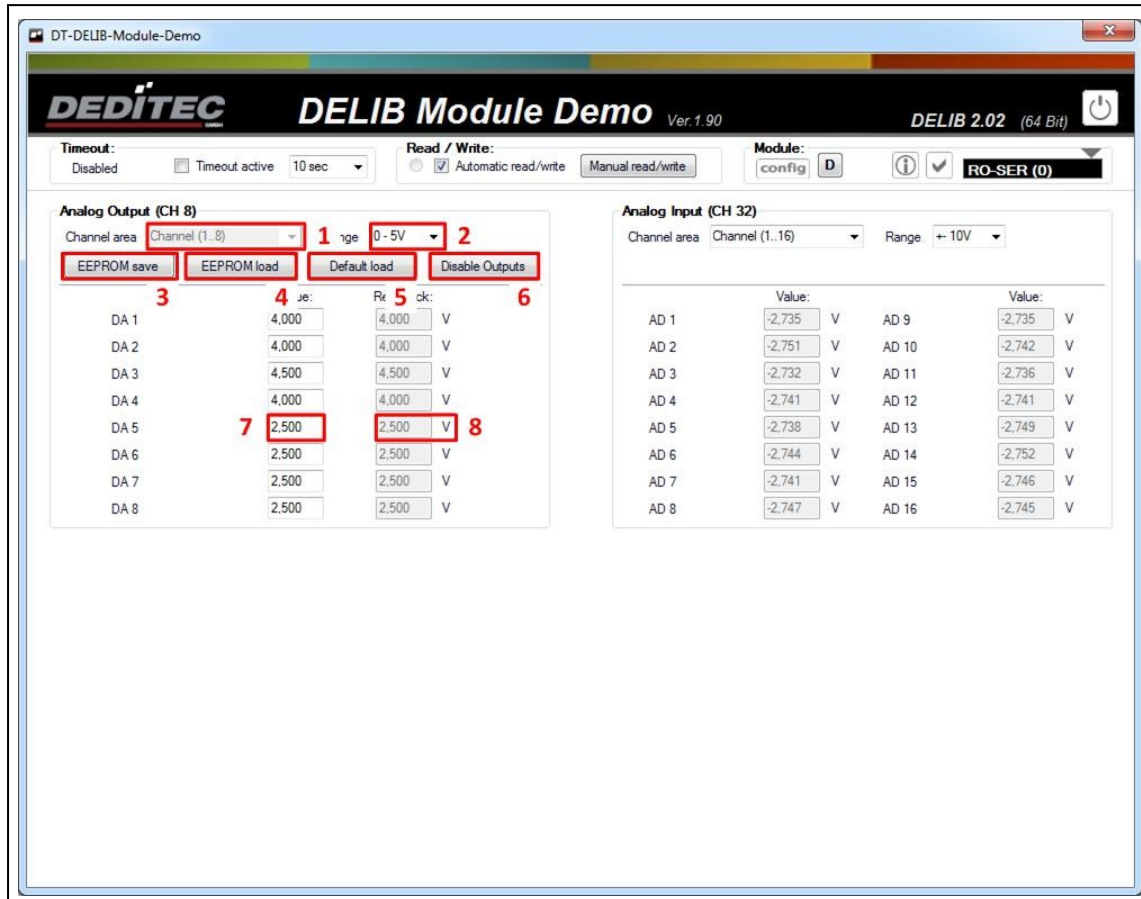 DT-DELIB-Module-Demo
DEDITEC GMBH
DELIB Module Demo Ver.1.90
DELIB 2.02 (64 Bit)
Timeout:
Disabled
Timeout active
10 sec
Read / Write:
Automatic read/write
Manual read/write
Module:
config
D
RO-SER (0)
Analog Output (CH 8)
Channel area Channel (1..8) 1 nge 0 - 5V 2
EEPROM save EEPROM load Default load Disable Outputs
3 4 5 6
ue: Re ck:
DA 1 4,000 4,000 V
DA 2 4,000 4,000 V
DA 3 4,500 4,500 V
DA 4 4,000 4,000 V
DA 5 7 2,500 2,500 V 8
DA 6 2,500 2,500 V
DA 7 2,500 2,500 V
DA 8 2,500 2,500 V
Analog Input (CH 32)
Channel area Channel (1..16) Range +- 10V
Value: Value:
AD 1 -2,735 V AD 9 -2,735 V
AD 2 -2,751 V AD 10 -2,742 V
AD 3 -2,732 V AD 11 -2,736 V
AD 4 -2,741 V AD 12 -2,741 V
AD 5 -2,738 V AD 13 -2,749 V
AD 6 -2,744 V AD 14 -2,752 V
AD 7 -2,741 V AD 15 -2,746 V
AD 8 -2,747 V AD 16 -2,745 V